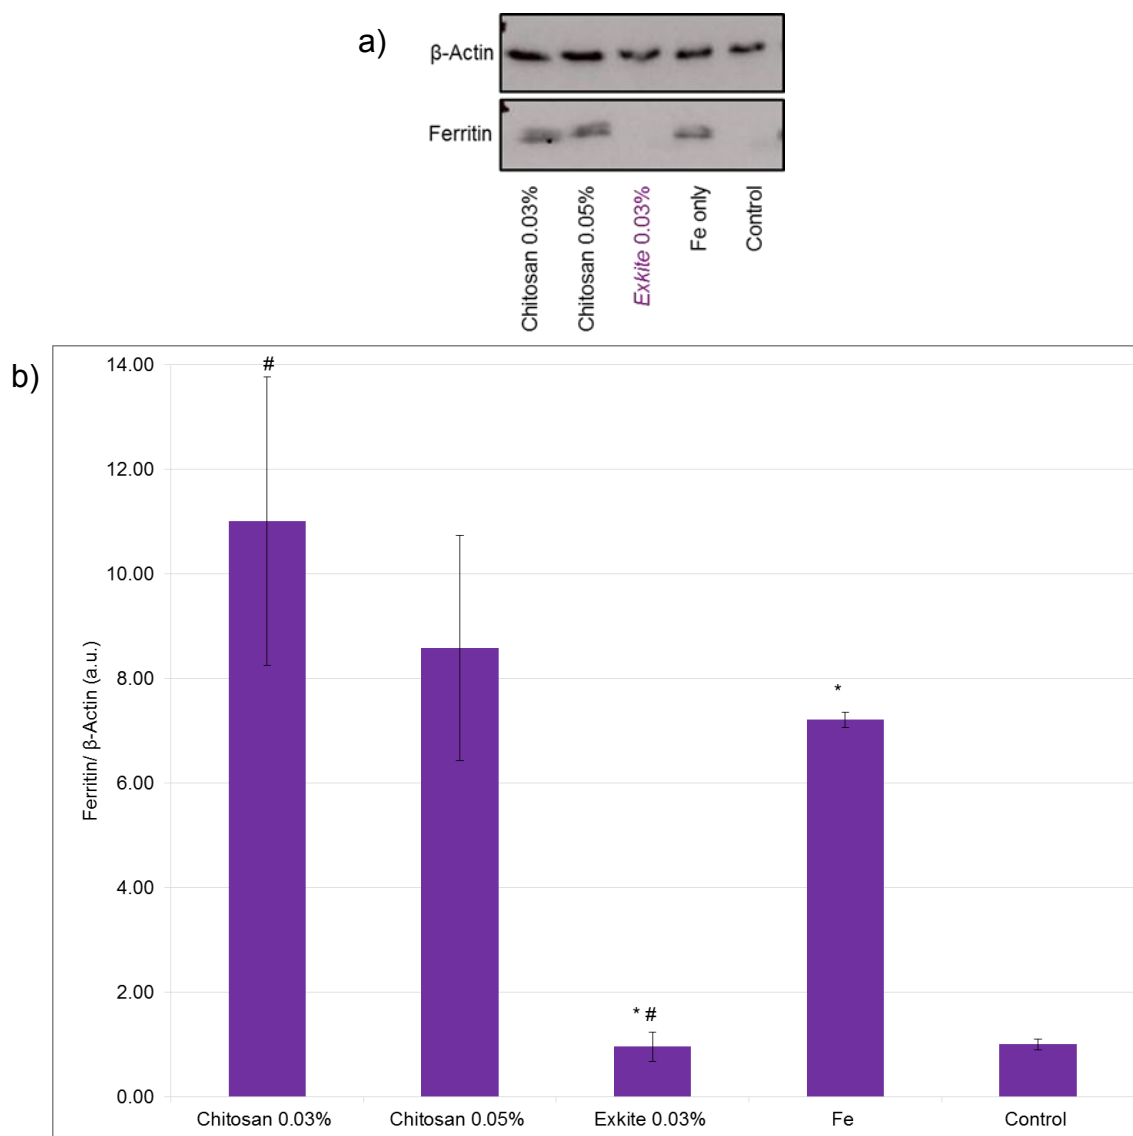 a)
β-Actin
Ferritin
Chitosan 0.03%
Chitosan 0.05%
Exkite 0.03%
Fe only
Control
b)
14.00
12.00
10.00
8.00
6.00
4.00
2.00
0.00
Ferritin/ β-Actin (a.u.)
#
*
* #
Chitosan 0.03%
Chitosan 0.05%
Exkite 0.03%
Fe
Control